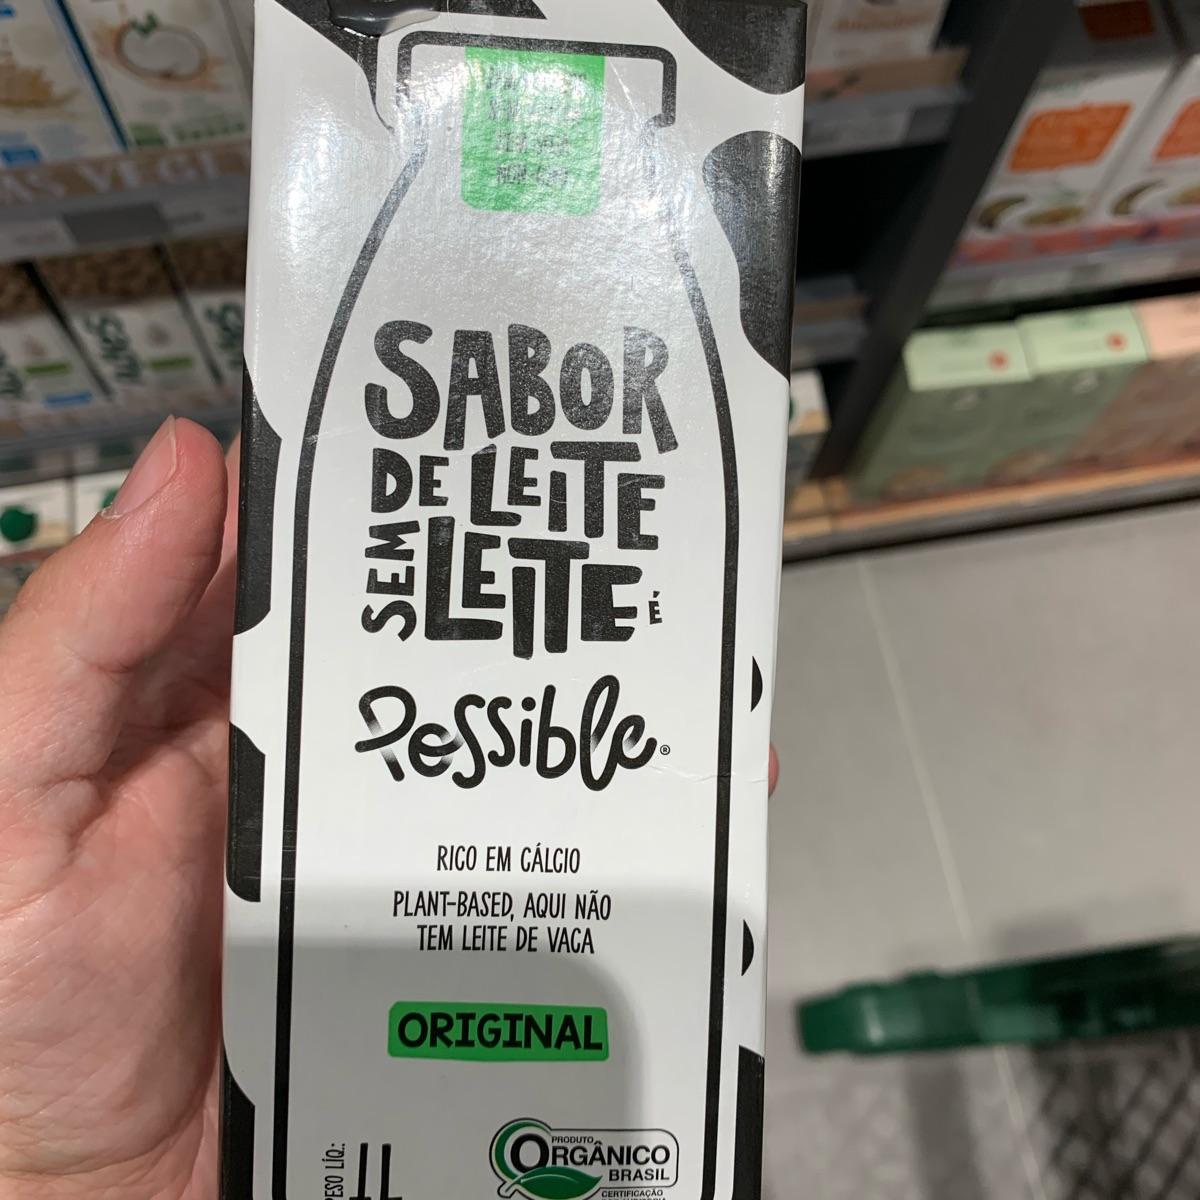 SABOR
DE LEITE
SEM LEITE É
Possible®
RICO EM CÁLCIO
PLANT-BASED, AQUI NÃO
TEM LEITE DE VACA
ORIGINAL
PESO LÍQ.:
1L
PRODUTO
ORGÂNICO
BRASIL
CERTIFICAÇÃO